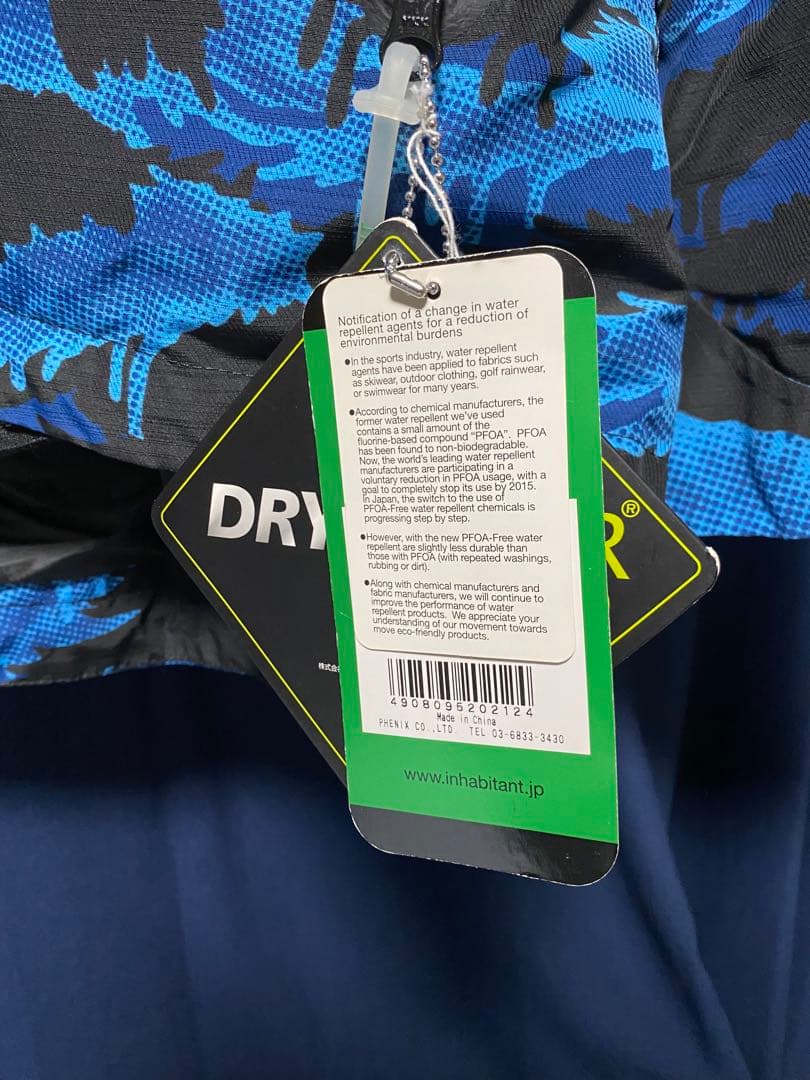 Notification of a change in water
repellent agents for a reduction of
environmental burdens
●In the sports industry, water repellent
agents have been applied to fabrics such
as skiwear, outdoor clothing, golf rainwear,
or swimwear for many years.
●According to chemical manufacturers, the
former water repellent we've used
contains a small amount of the
fluorine-based compound "PFOA". PFOA
has been found to non-biodegradable.
Now, the world's leading water repellent
manufacturers are participating in a
voluntary reduction in PFOA usage, with a
goal to completely stop its use by 2015.
In Japan, the switch to the use of
PFOA-Free water repellent chemicals is
progressing step by step.
●However, with the new PFOA-Free water
repellent are slightly less durable than
those with PFOA (with repeated washings,
rubbing or dirt).
●Along with chemical manufacturers and
fabric manufacturers, we will continue to
improve the performance of water
repellent products. We appreciate your
understanding of our movement towards
move eco-friendly products.
DRY R®
株式会
4908095202124
Made in China
PHENIX CO.,LTD. TEL 03-6833-3430
www.inhabitant.jp